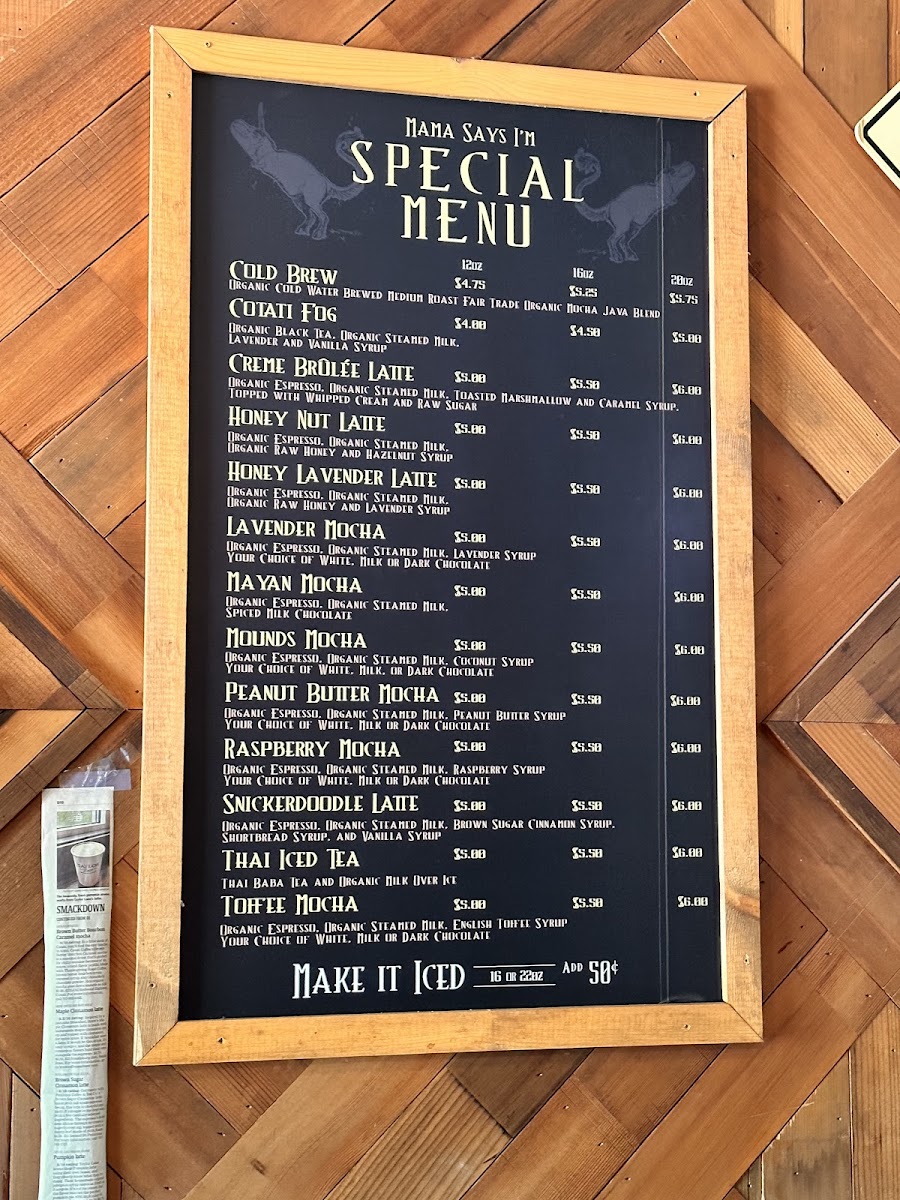 Mama Says I'm
SPECIAL
MENU
12oz 16oz 20oz
Cold Brew $4.75 $5.25 $5.75
Organic Cold Water Brewed Medium Roast Fair Trade Organic Mocha Java Blend
Cotati Fog $4.00 $4.50 $5.00
Organic Black Tea, Organic Steamed Milk,
Lavender and Vanilla Syrup
Creme Brûlée Latte $5.00 $5.50 $6.00
Organic Espresso, Organic Steamed Milk, Toasted Marshmallow and Caramel Syrup,
Topped with Whipped Cream and Raw Sugar
Honey Nut Latte $5.00 $5.50 $6.00
Organic Espresso, Organic Steamed Milk,
Organic Raw Honey and Hazelnut Syrup
Honey Lavender Latte $5.00 $5.50 $6.00
Organic Espresso, Organic Steamed Milk,
Organic Raw Honey and Lavender Syrup
Lavender Mocha $5.00 $5.50 $6.00
Organic Espresso, Organic Steamed Milk, Lavender Syrup
Your Choice of White, Milk or Dark Chocolate
Mayan Mocha $5.00 $5.50 $6.00
Organic Espresso, Organic Steamed Milk,
Spiced Milk Chocolate
Mounds Mocha $5.00 $5.50 $6.00
Organic Espresso, Organic Steamed Milk, Coconut Syrup
Your Choice of White, Milk, or Dark Chocolate
Peanut Butter Mocha $5.00 $5.50 $6.00
Organic Espresso, Organic Steamed Milk, Peanut Butter Syrup
Your Choice of White, Milk or Dark Chocolate
Raspberry Mocha $5.00 $5.50 $6.00
Organic Espresso, Organic Steamed Milk, Raspberry Syrup
Your Choice of White, Milk or Dark Chocolate
Snickerdoodle Latte $5.00 $5.50 $6.00
Organic Espresso, Organic Steamed Milk, Brown Sugar Cinnamon Syrup,
Shortbread Syrup, and Vanilla Syrup
Thai Iced Tea $5.00 $5.50 $6.00
Thai Baba Tea and Organic Milk Over Ice
Toffee Mocha $5.00 $5.50 $6.00
Organic Espresso, Organic Steamed Milk, English Toffee Syrup
Your Choice of White, Milk or Dark Chocolate
Make it Iced 16 or 22oz Add 50¢
SMACKDOWN
Brown Butter Bourbon
Caramel mocha
Maple Cinnamon latte
Brown Sugar
Cinnamon latte
Pumpkin latte